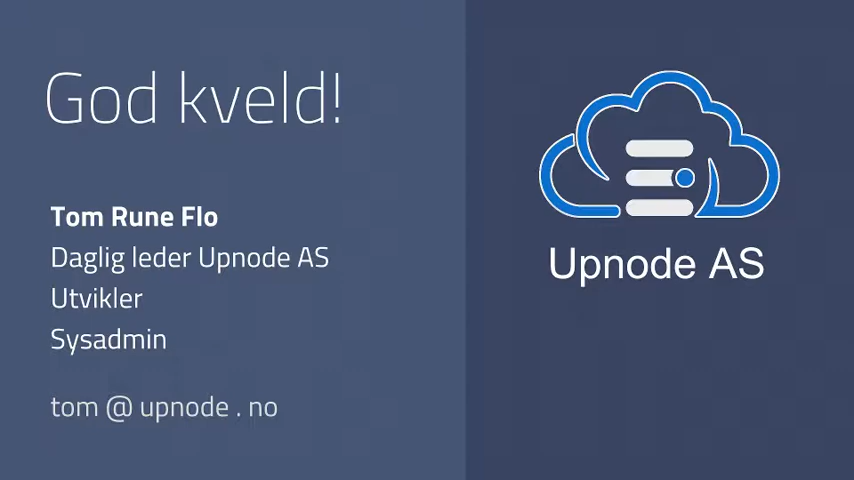 God kveld!
Tom Rune Flo
Daglig leder Upnode AS
Utvikler
Sysadmin
tom @ upnode . no
Upnode AS